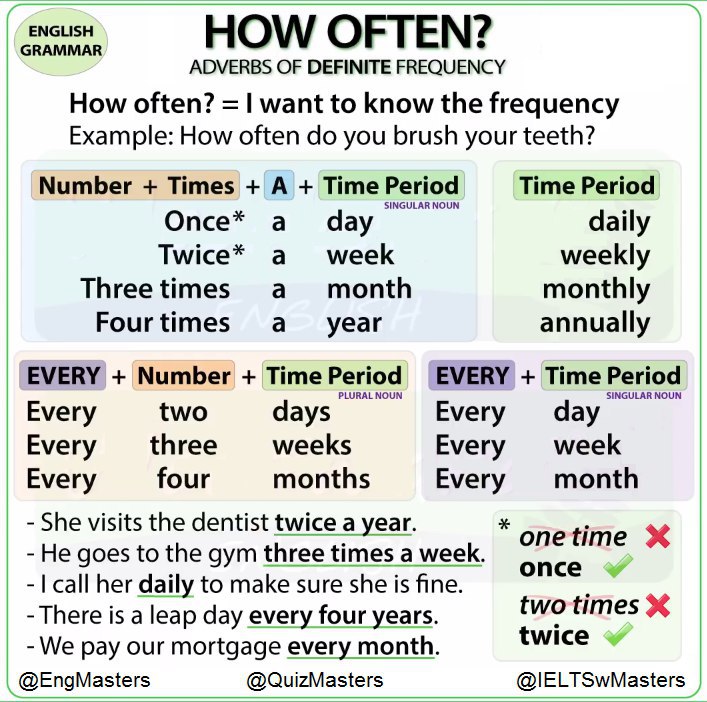 ENGLISH
GRAMMAR
HOW OFTEN?
ADVERBS OF DEFINITE FREQUENCY
How often? = I want to know the frequency
Example: How often do you brush your teeth?
Number + Times + A + Time Period
SINGULAR NOUN
Once* a day
Twice* a week
Three times a month
Four times a year
Time Period
daily
weekly
monthly
annually
EVERY + Number + Time Period
PLURAL NOUN
Every two days
Every three weeks
Every four months
EVERY + Time Period
SINGULAR NOUN
Every day
Every week
Every month
- She visits the dentist twice a year.
- He goes to the gym three times a week.
- I call her daily to make sure she is fine.
- There is a leap day every four years.
- We pay our mortgage every month.
* one time
once
two times
twice
@EngMasters @QuizMasters @IELTSwMasters
ENGLISH